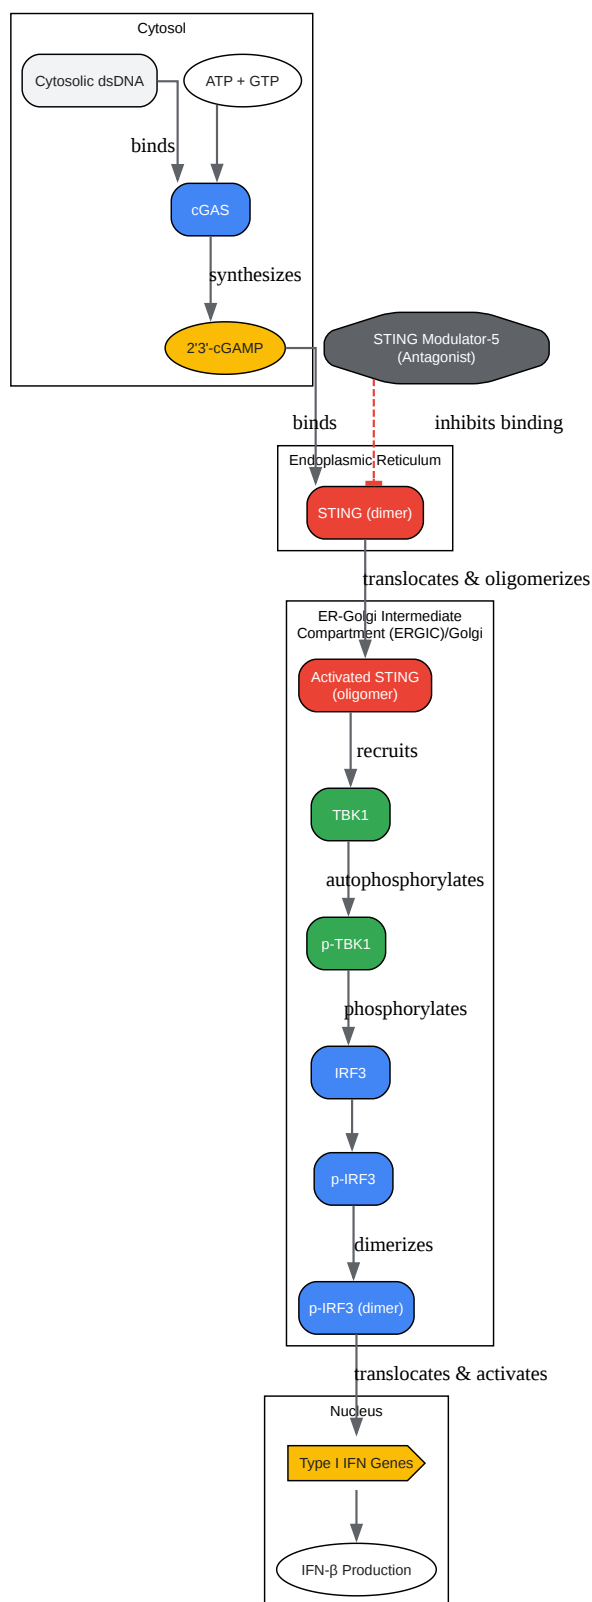 Cytosol
Cytosolic dsDNA
ATP + GTP
binds
cGAS
synthesizes
2'3'-cGAMP
STING Modulator-5
(Antagonist)
binds
inhibits binding
Endoplasmic Reticulum
STING (dimer)
translocates & oligomerizes
ER-Golgi Intermediate
Compartment (ERGIC)/Golgi
Activated STING
(oligomer)
recruits
TBK1
autophosphorylates
p-TBK1
phosphorylates
IRF3
p-IRF3
dimerizes
p-IRF3 (dimer)
translocates & activates
Nucleus
Type I IFN Genes
IFN-β Production